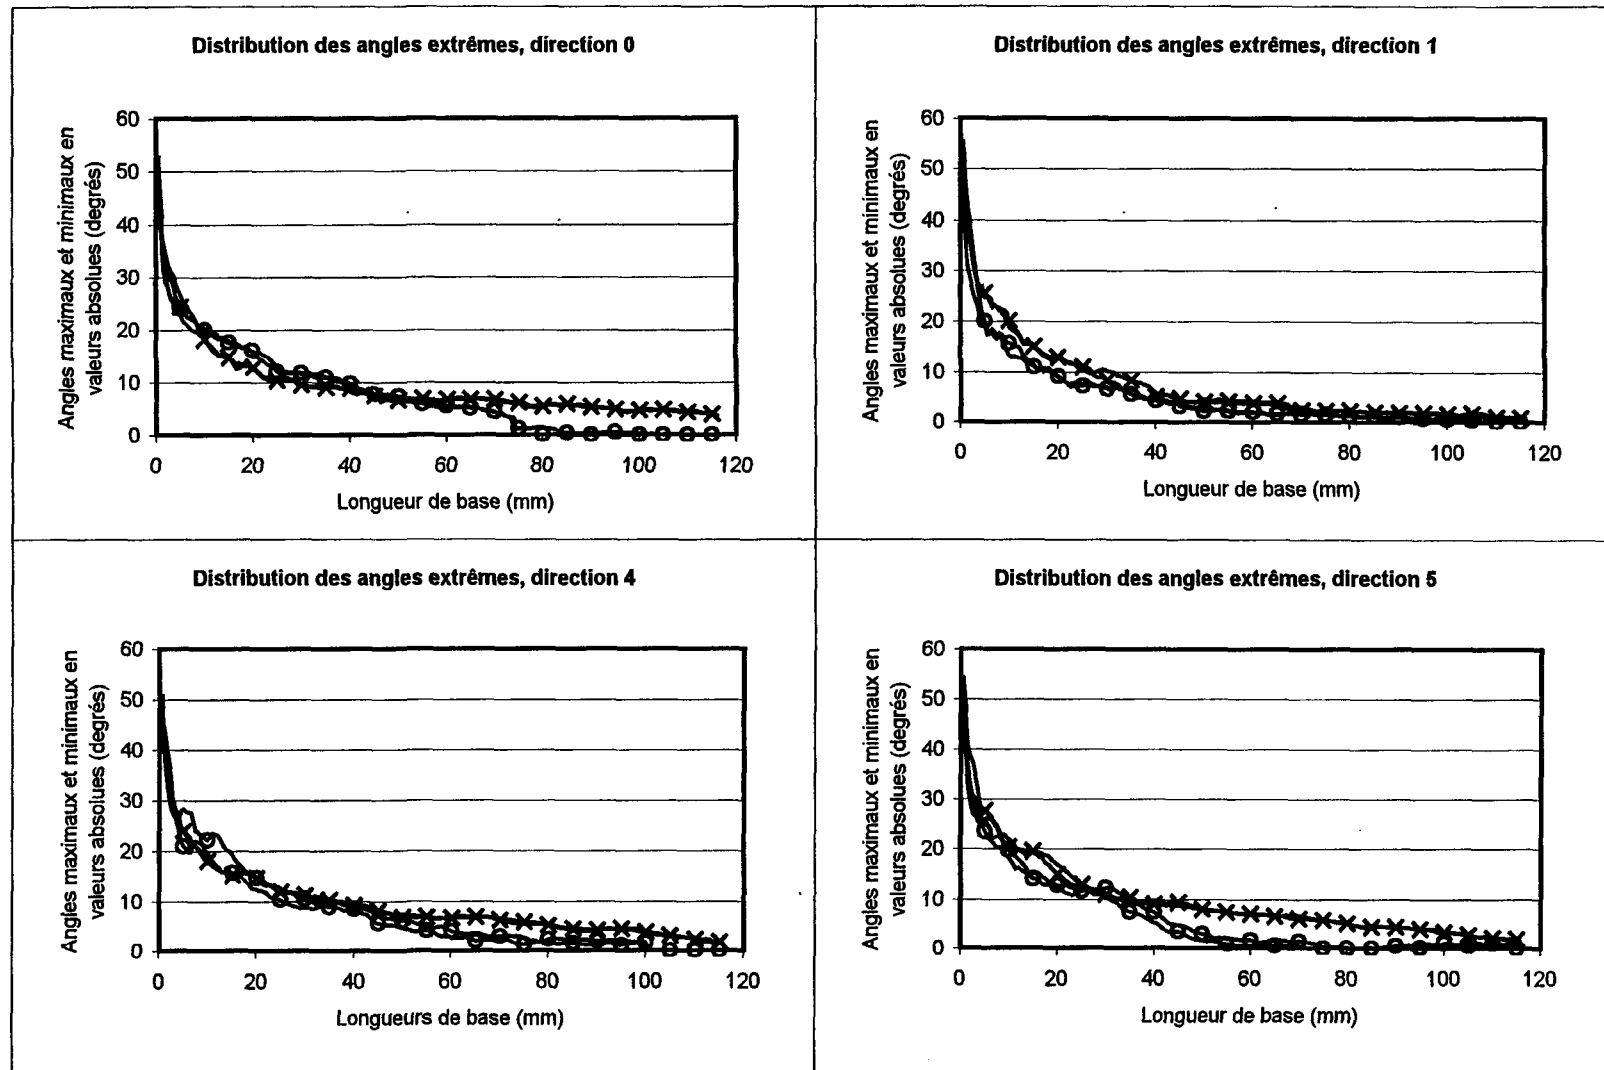 Distribution des angles extrêmes, direction 0
Angles maximaux et minimaux en
valeurs absolues (degrés)
60
50
40
30
20
10
0
0 20 40 60 80 100 120
Longueur de base (mm)
Distribution des angles extrêmes, direction 1
Angles maximaux et minimaux en
valeurs absolues (degrés)
60
50
40
30
20
10
0
0 20 40 60 80 100 120
Longueur de base (mm)
Distribution des angles extrêmes, direction 4
Angles maximaux et minimaux en
valeurs absolues (degrés)
60
50
40
30
20
10
0
0 20 40 60 80 100 120
Longueurs de base (mm)
Distribution des angles extrêmes, direction 5
Angles maximaux et minimaux en
valeurs absolues (degrés)
60
50
40
30
20
10
0
0 20 40 60 80 100 120
Longueur de base (mm)